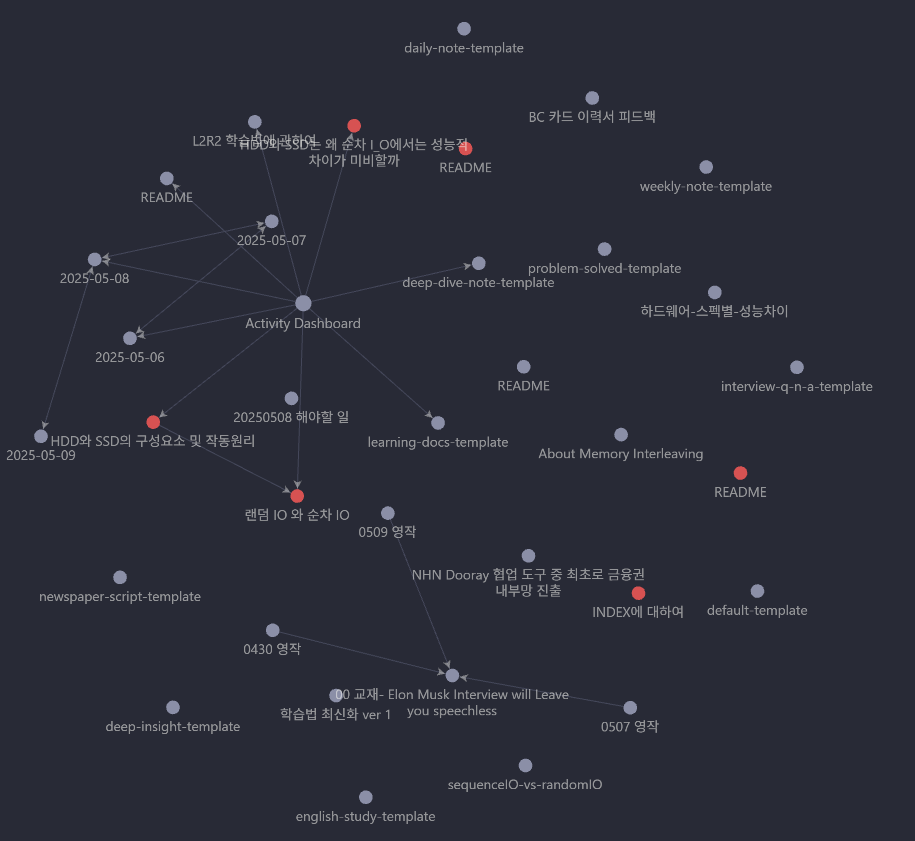 daily-note-template
BC 카드 이력서 피드백
L2R2 학습법에 관하여
HDD와 SSD는 왜 순차 I_O에서는 성능적
차이가 미비할까
README
weekly-note-template
README
2025-05-07
problem-solved-template
2025-05-08
deep-dive-note-template
하드웨어-스펙별-성능차이
Activity Dashboard
2025-05-06
README
interview-q-n-a-template
20250508 해야할 일
HDD와 SSD의 구성요소 및 작동원리
learning-docs-template
2025-05-09
About Memory Interleaving
README
랜덤 IO 와 순차 IO
0509 영작
NHN Dooray 협업 도구 중 최초로 금융권
내부망 진출
newspaper-script-template
INDEX에 대하여
default-template
0430 영작
00 교재- Elon Musk Interview will Leave
you speechless
학습법 최신화 ver 1
deep-insight-template
0507 영작
sequenceIO-vs-randomIO
english-study-template